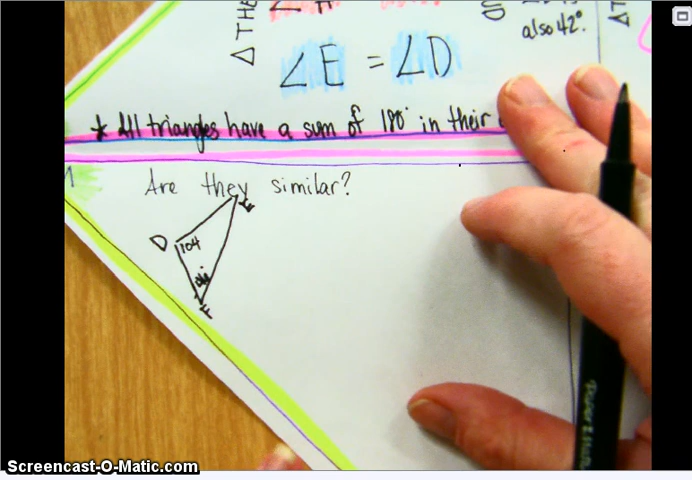 also 42°.
∠E = ∠D
* All triangles have a sum of 180° in their
Are they similar?
D
104
F
Screencast-O-Matic.com